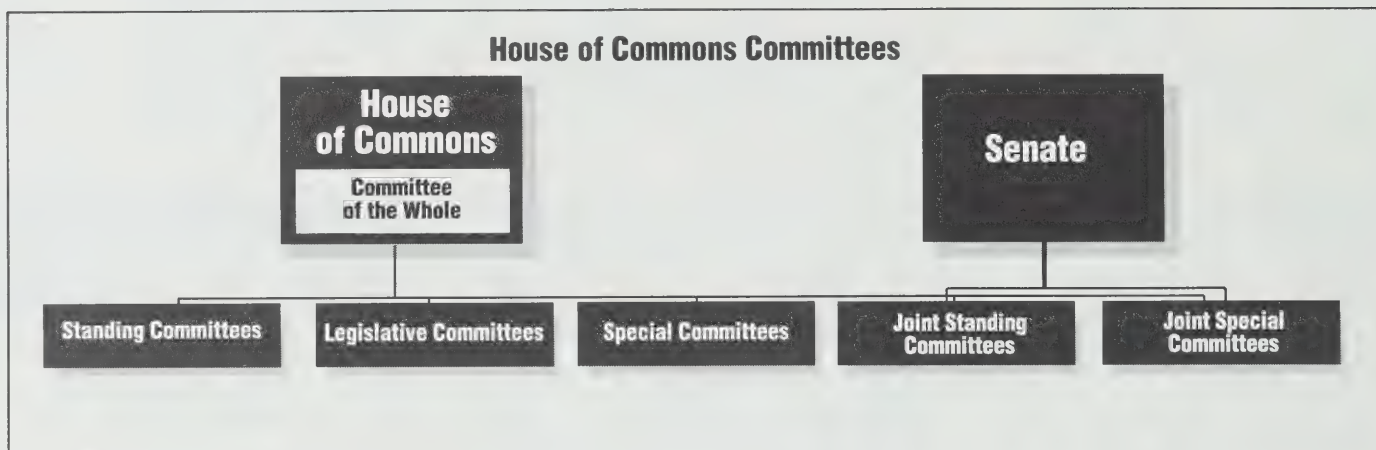 House of Commons Committees
House
of Commons
Committee
of the Whole
Senate
Standing Committees
Legislative Committees
Special Committees
Joint Standing
Committees
Joint Special
Committees